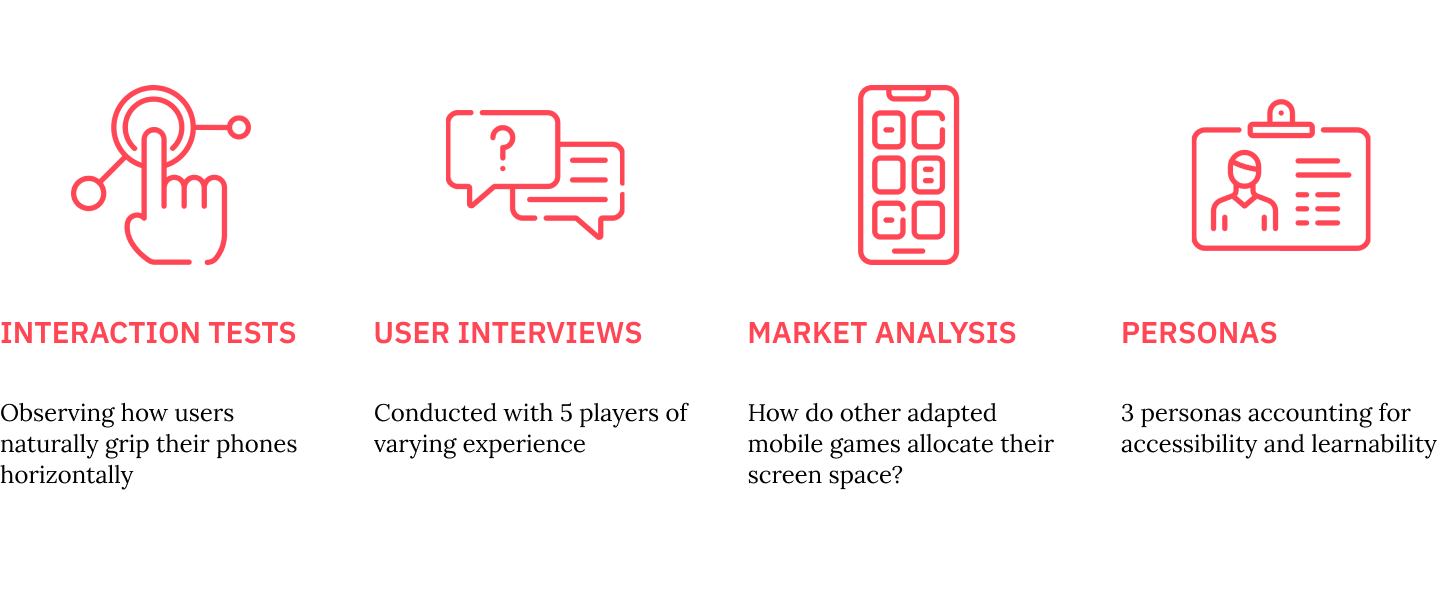 INTERACTION TESTS
Observing how users
naturally grip their phones
horizontally
USER INTERVIEWS
Conducted with 5 players of
varying experience
MARKET ANALYSIS
How do other adapted
mobile games allocate their
screen space?
PERSONAS
3 personas accounting for
accessibility and learnability
?